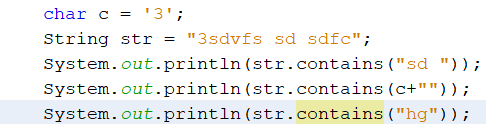 char c = '3';
String str = "3sdvfs sd sdfc";
System.out.println(str.contains("sd "));
System.out.println(str.contains(c+""));
System.out.println(str.contains("hg"));